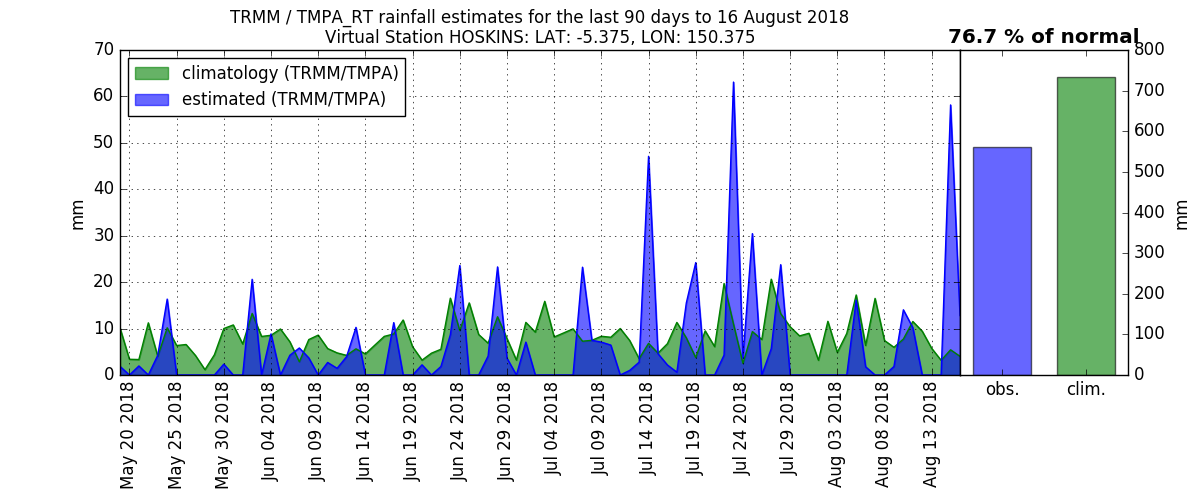 TRMM / TMPA_RT rainfall estimates for the last 90 days to 16 August 2018
Virtual Station HOSKINS: LAT: -5.375, LON: 150.375
76.7 % of normal
climatology (TRMM/TMPA)
estimated (TRMM/TMPA)
mm
70
60
50
40
30
20
10
0
May 20 2018
May 25 2018
May 30 2018
Jun 04 2018
Jun 09 2018
Jun 14 2018
Jun 19 2018
Jun 24 2018
Jun 29 2018
Jul 04 2018
Jul 09 2018
Jul 14 2018
Jul 19 2018
Jul 24 2018
Jul 29 2018
Aug 03 2018
Aug 08 2018
Aug 13 2018
obs.
clim.
800
700
600
500
400
300
200
100
0
mm